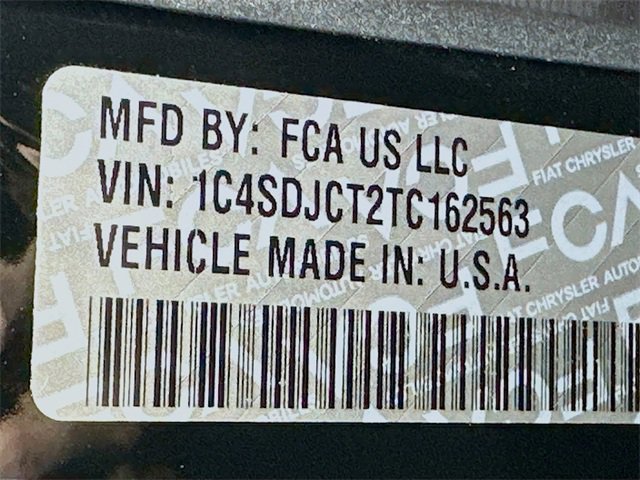 MFD BY: FCA US LLC
VIN: 1C4SDJCT2TC162563
VEHICLE MADE IN: U.S.A.